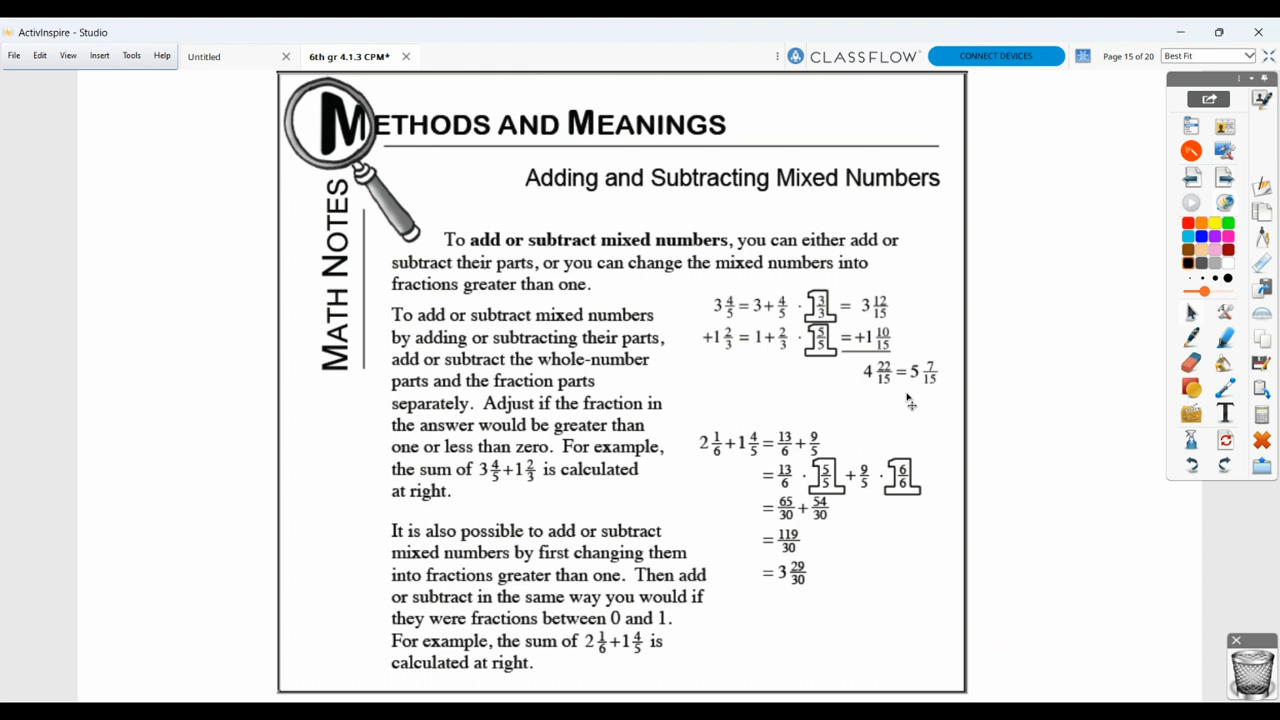 ActivInspire - Studio
File Edit View Insert Tools Help
Untitled
6th gr 4.1.3 CPM*
CLASSFLOW
CONNECT DEVICES
Page 15 of 20
Best Fit
METHODS AND MEANINGS
MATH NOTES
Adding and Subtracting Mixed Numbers
To add or subtract mixed numbers, you can either add or
subtract their parts, or you can change the mixed numbers into
fractions greater than one.
To add or subtract mixed numbers
by adding or subtracting their parts,
add or subtract the whole-number
parts and the fraction parts
separately. Adjust if the fraction in
the answer would be greater than
one or less than zero. For example,
the sum of 3 4/5 + 1 2/3 is calculated
at right.
3 4/5 = 3 + 4/5 · 3/3 = 3 12/15
+1 2/3 = 1 + 2/3 · 5/5 = +1 10/15
4 22/15 = 5 7/15
It is also possible to add or subtract
mixed numbers by first changing them
into fractions greater than one. Then add
or subtract in the same way you would if
they were fractions between 0 and 1.
For example, the sum of 2 1/6 + 1 4/5 is
calculated at right.
2 1/6 + 1 4/5 = 13/6 + 9/5
= 13/6 · 5/5 + 9/5 · 6/6
= 65/30 + 54/30
= 119/30
= 3 29/30